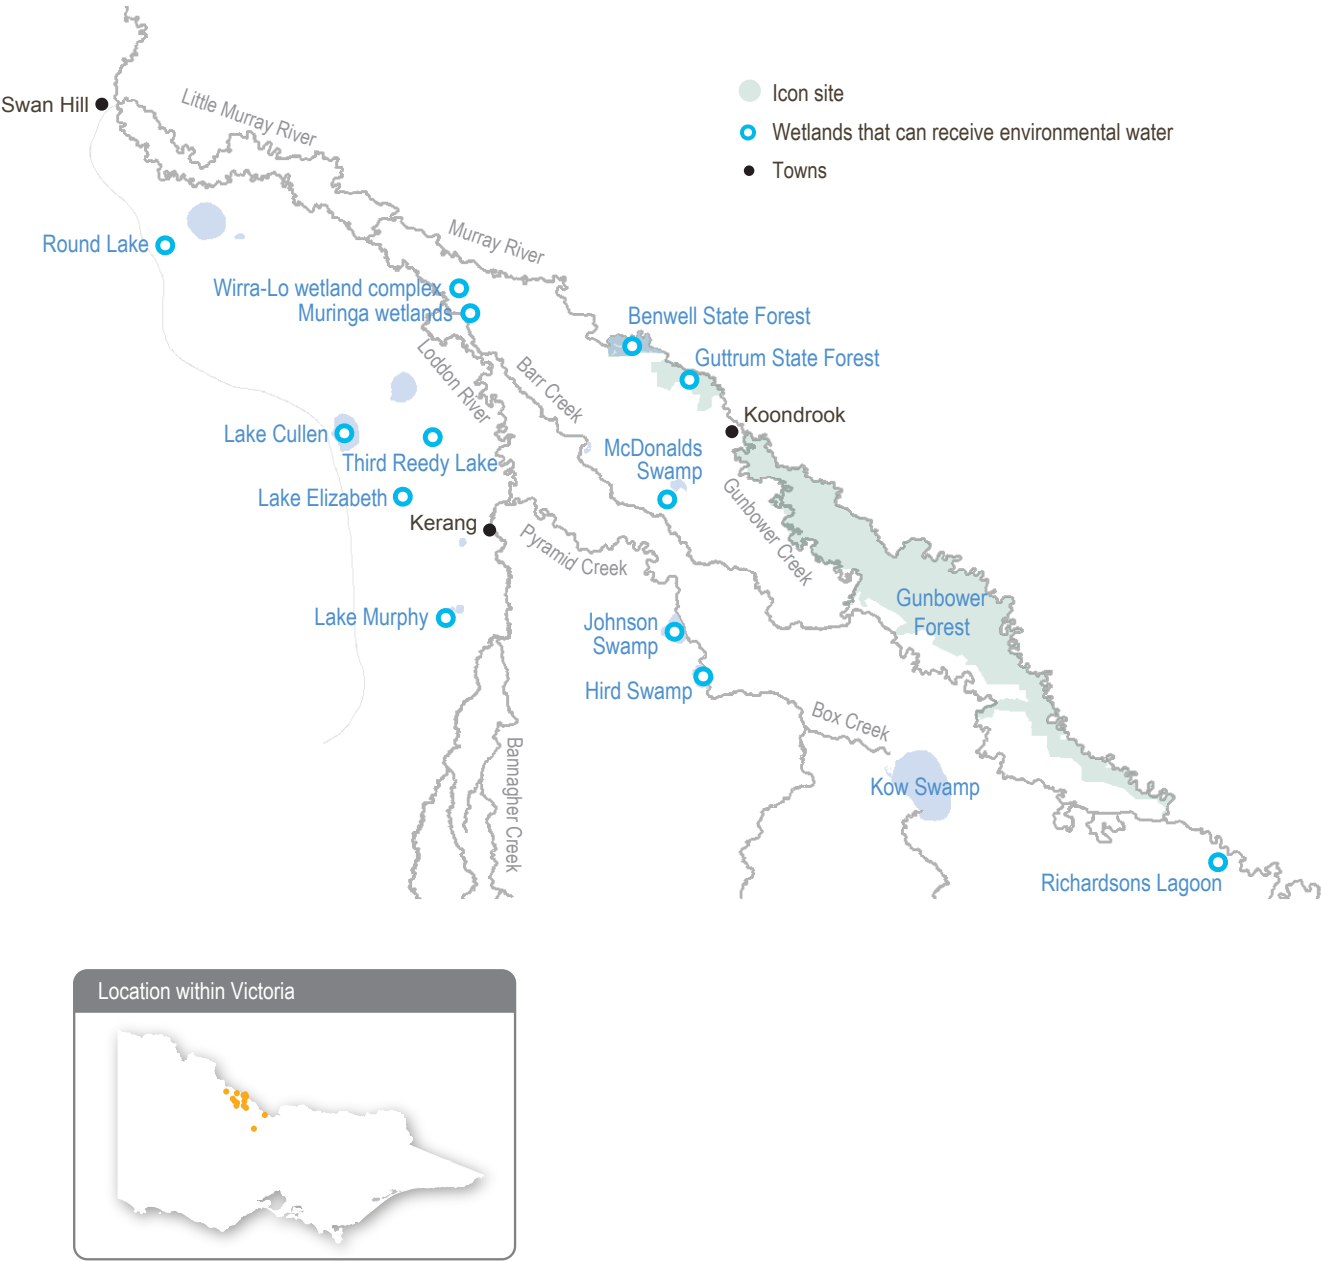 Swan Hill
Little Murray River
Icon site
Wetlands that can receive environmental water
Towns
Round Lake
Murray River
Wirra-Lo wetland complex
Muringa wetlands
Benwell State Forest
Guttrum State Forest
Loddon River
Barr Creek
Koondrook
Lake Cullen
Third Reedy Lake
McDonalds
Swamp
Lake Elizabeth
Kerang
Gunbower Creek
Pyramid Creek
Gunbower
Forest
Lake Murphy
Johnson
Swamp
Hird Swamp
Box Creek
Bannagher Creek
Kow Swamp
Richardsons Lagoon
Location within Victoria